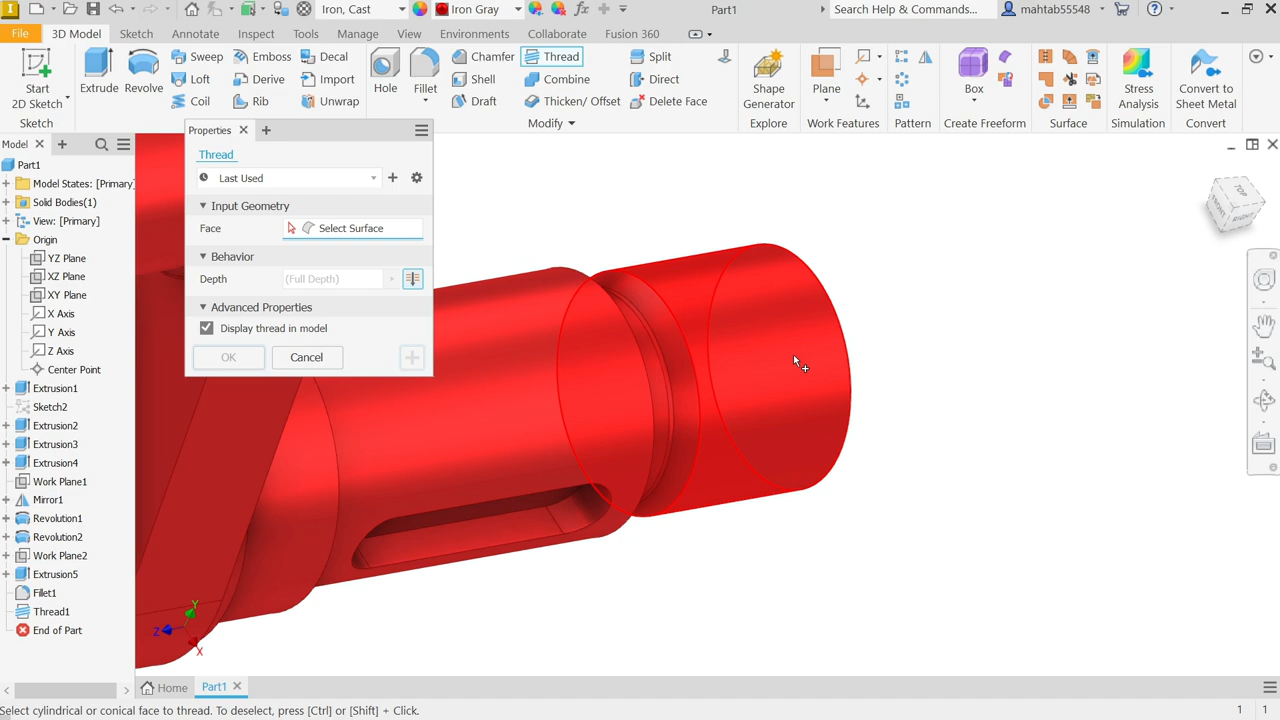 Iron, Cast
Iron Gray
Part1
Search Help & Commands...
mahtab55548
File
3D Model
Sketch
Annotate
Inspect
Tools
Manage
View
Environments
Collaborate
Fusion 360
Start
2D Sketch
Extrude
Revolve
Sweep
Loft
Coil
Emboss
Derive
Rib
Decal
Import
Unwrap
Hole
Fillet
Chamfer
Shell
Draft
Thread
Combine
Thicken/ Offset
Split
Direct
Delete Face
Shape
Generator
Plane
Box
Stress
Analysis
Convert to
Sheet Metal
Sketch
Modify
Explore
Work Features
Pattern
Create Freeform
Surface
Simulation
Convert
Model
Part1
Model States: [Primary]
Solid Bodies(1)
View: [Primary]
Origin
YZ Plane
XZ Plane
XY Plane
X Axis
Y Axis
Z Axis
Center Point
Extrusion1
Sketch2
Extrusion2
Extrusion3
Extrusion4
Work Plane1
Mirror1
Revolution1
Revolution2
Work Plane2
Extrusion5
Fillet1
Thread1
End of Part
Properties
Thread
Last Used
Input Geometry
Face
Select Surface
Behavior
Depth
(Full Depth)
Advanced Properties
Display thread in model
OK
Cancel
TOP
FRONT
RIGHT
Y
Z
X
Home
Part1
Select cylindrical or conical face to thread. To deselect, press [Ctrl] or [Shift] + Click.
1
1